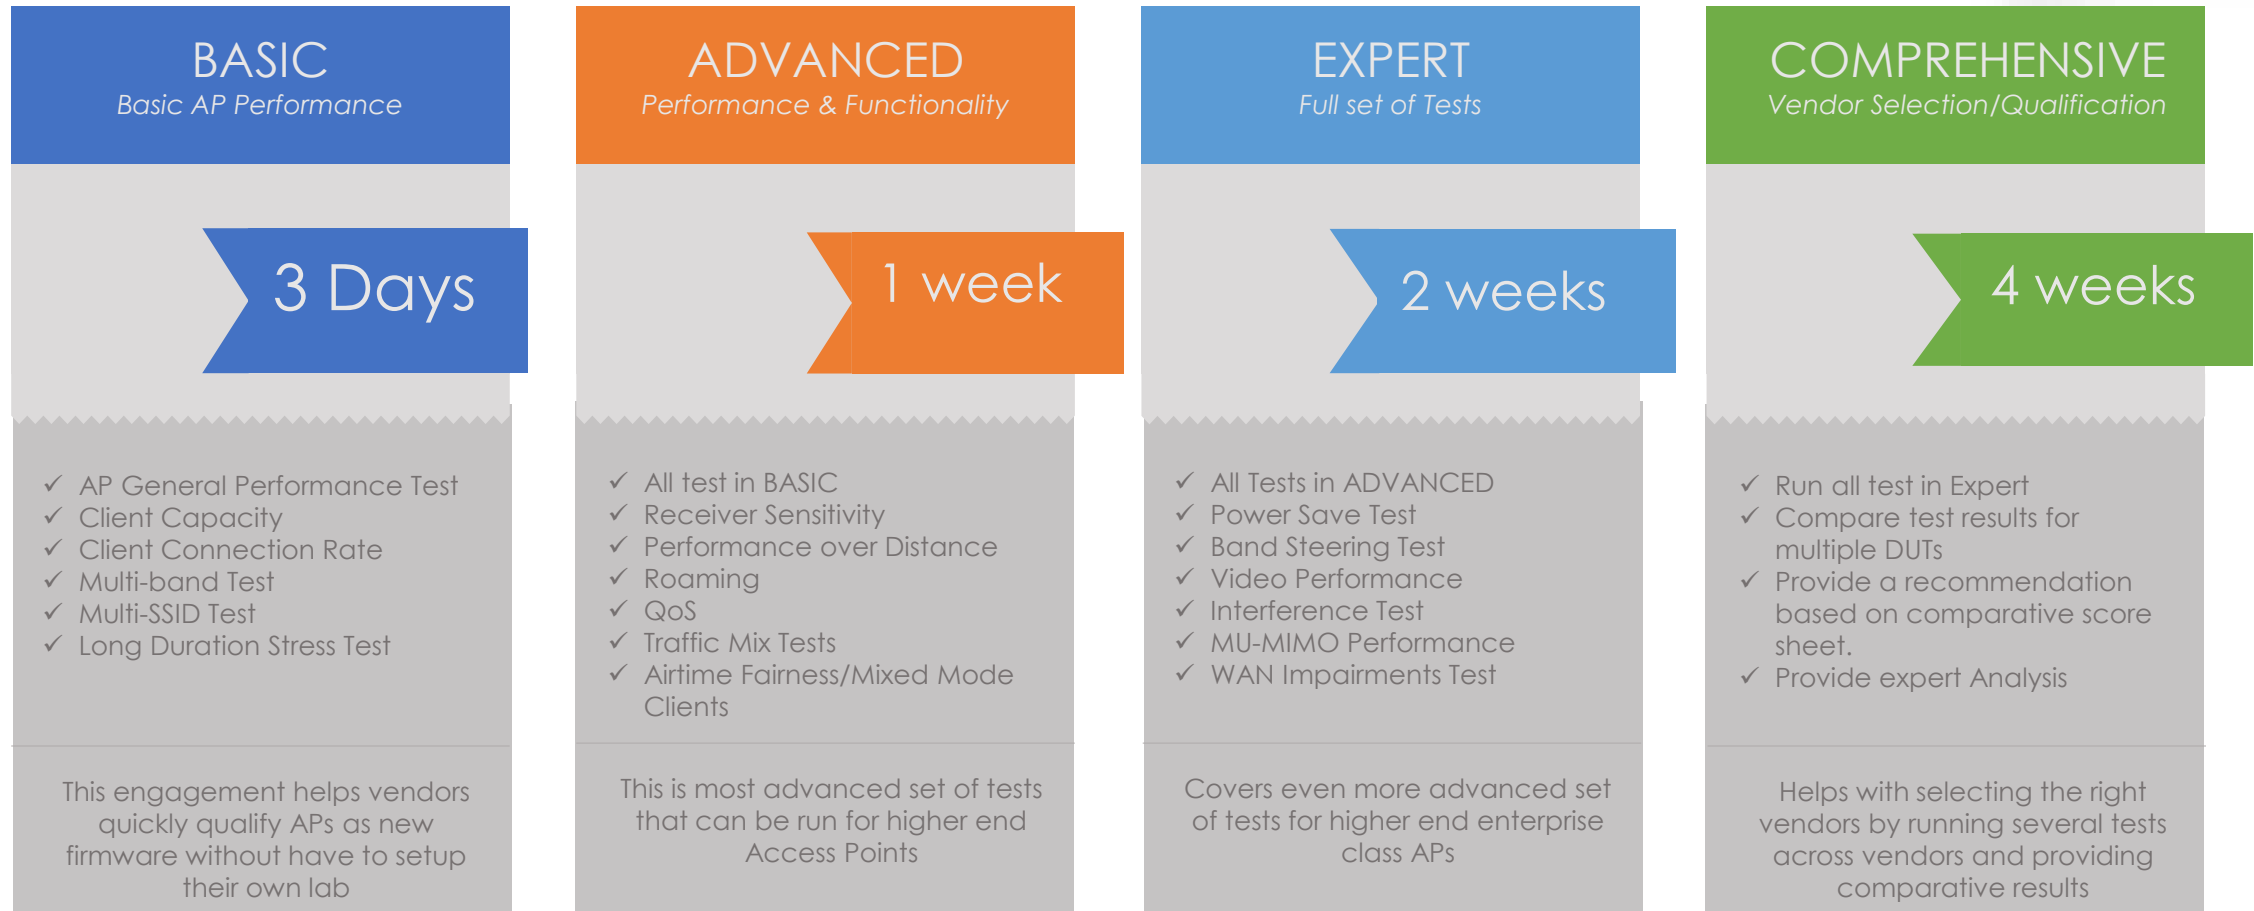 BASIC
Basic AP Performance
3 Days
✓ AP General Performance Test
✓ Client Capacity
✓ Client Connection Rate
✓ Multi-band Test
✓ Multi-SSID Test
✓ Long Duration Stress Test
This engagement helps vendors
quickly qualify APs as new
firmware without have to setup
their own lab
ADVANCED
Performance & Functionality
1 week
✓ All test in BASIC
✓ Receiver Sensitivity
✓ Performance over Distance
✓ Roaming
✓ QoS
✓ Traffic Mix Tests
✓ Airtime Fairness/Mixed Mode
Clients
This is most advanced set of tests
that can be run for higher end
Access Points
EXPERT
Full set of Tests
2 weeks
✓ All Tests in ADVANCED
✓ Power Save Test
✓ Band Steering Test
✓ Video Performance
✓ Interference Test
✓ MU-MIMO Performance
✓ WAN Impairments Test
Covers even more advanced set
of tests for higher end enterprise
class APs
COMPREHENSIVE
Vendor Selection/Qualification
4 weeks
✓ Run all test in Expert
✓ Compare test results for
multiple DUTs
✓ Provide a recommendation
based on comparative score
sheet.
✓ Provide expert Analysis
Helps with selecting the right
vendors by running several tests
across vendors and providing
comparative results